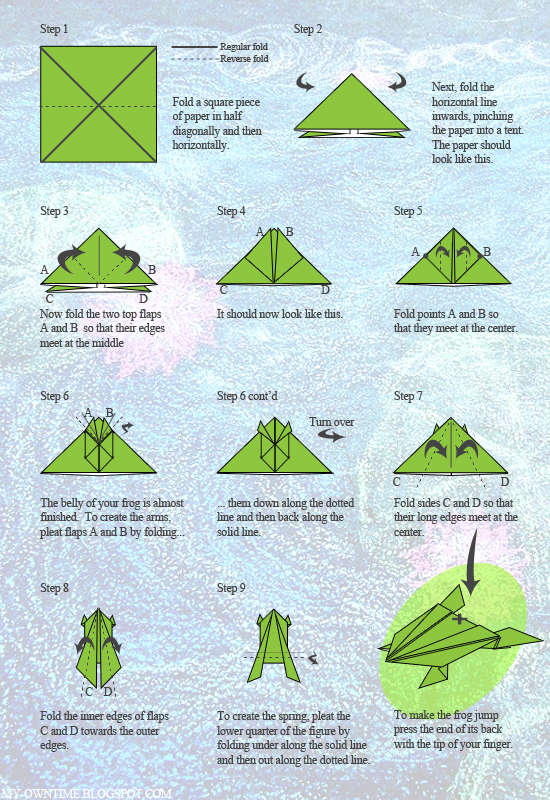 Step 1
Regular fold
Reverse fold
Fold a square piece
of paper in half
diagonally and then
horizontally.
Step 2
Next, fold the
horizontal line
inwards, pinching
the paper into a tent.
The paper should
look like this.
Step 3
A
B
C
D
Now fold the two top flaps
A and B so that their edges
meet at the middle
Step 4
A
B
C
D
It should now look like this.
Step 5
A
B
Fold points A and B so
that they meet at the center.
Step 6
A
B
The belly of your frog is almost
finished. To create the arms,
pleat flaps A and B by folding...
Step 6 cont'd
Turn over
... them down along the dotted
line and then back along the
solid line.
Step 7
C
D
Fold sides C and D so that
their long edges meet at the
center.
Step 8
C
D
Fold the inner edges of flaps
C and D towards the outer
edges.
Step 9
To create the spring, pleat the
lower quarter of the figure by
folding under along the solid line
and then out along the dotted line.
To make the frog jump
press the end of its back
with the tip of your finger.
MY-OWNTIME.BLOGSPOT.COM